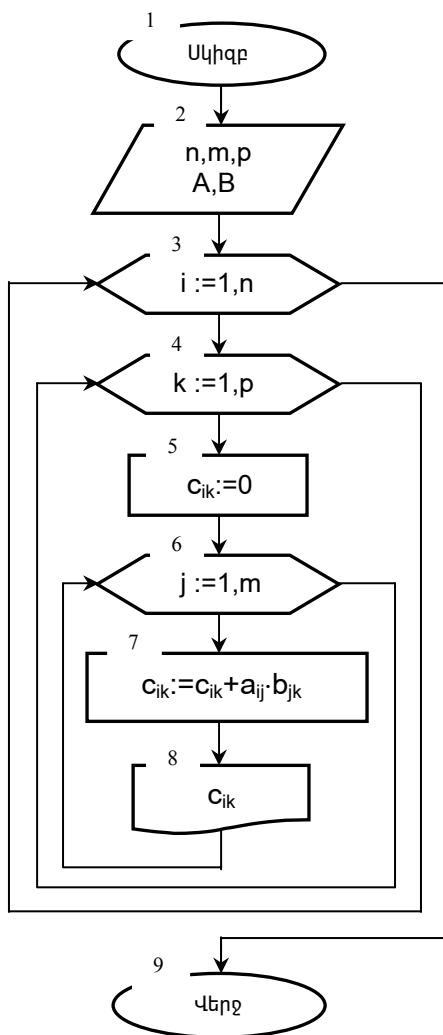 1
Սկիզբ
2
n,m,p
A,B
3
i :=1,n
4
k :=1,p
5
cᵢₖ:=0
6
j :=1,m
7
cᵢₖ:=cᵢₖ+aᵢⱼ·bⱼₖ
8
cᵢₖ
9
Վերջ